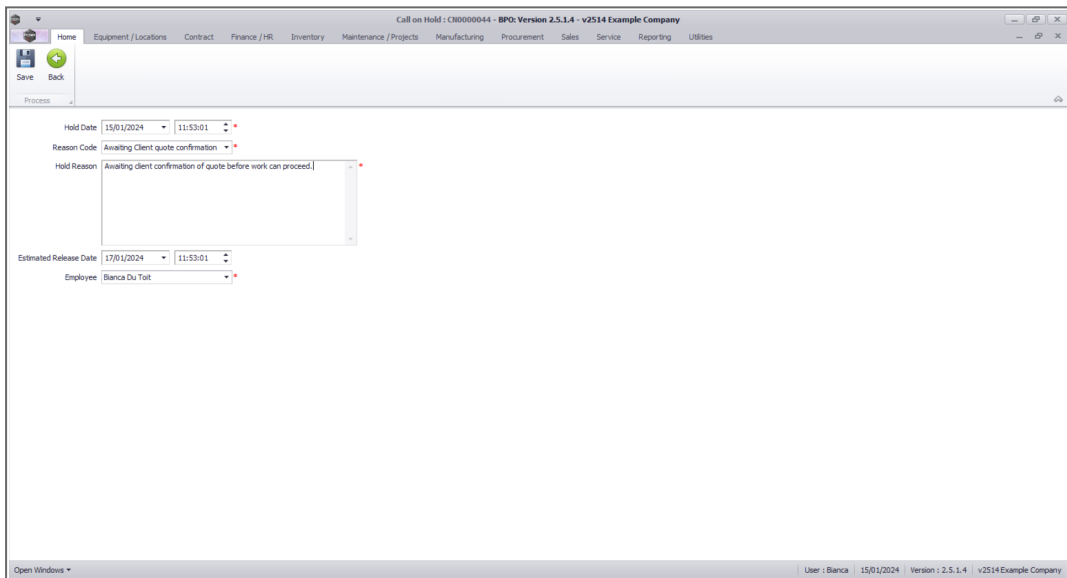 Call on Hold : CN0000044 - BPO: Version 2.5.1.4 - v2514 Example Company
Home Equipment / Locations Contract Finance / HR Inventory Maintenance / Projects Manufacturing Procurement Sales Service Reporting Utilities
Save Back
Process
Hold Date 15/01/2024 11:53:01 *
Reason Code Awaiting Client quote confirmation *
Hold Reason Awaiting client confirmation of quote before work can proceed. *
Estimated Release Date 17/01/2024 11:53:01
Employee Bianca Du Toit *
Open Windows User : Bianca 15/01/2024 Version : 2.5.1.4 v2514 Example Company